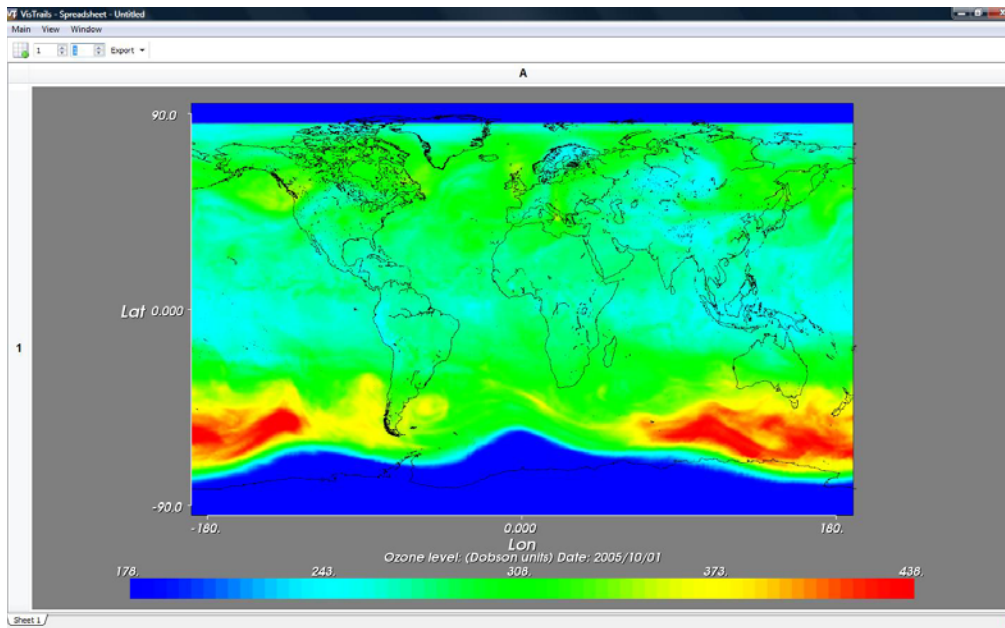 VisTrails - Spreadsheet - Untitled
Main View Window
1 1 Export
A
90.0
Lat 0.000
1
-90.0
-180. 0.000 180.
Lon
Ozone level: (Dobson units) Date: 2005/10/01
178. 243. 308. 373. 438.
Sheet 1